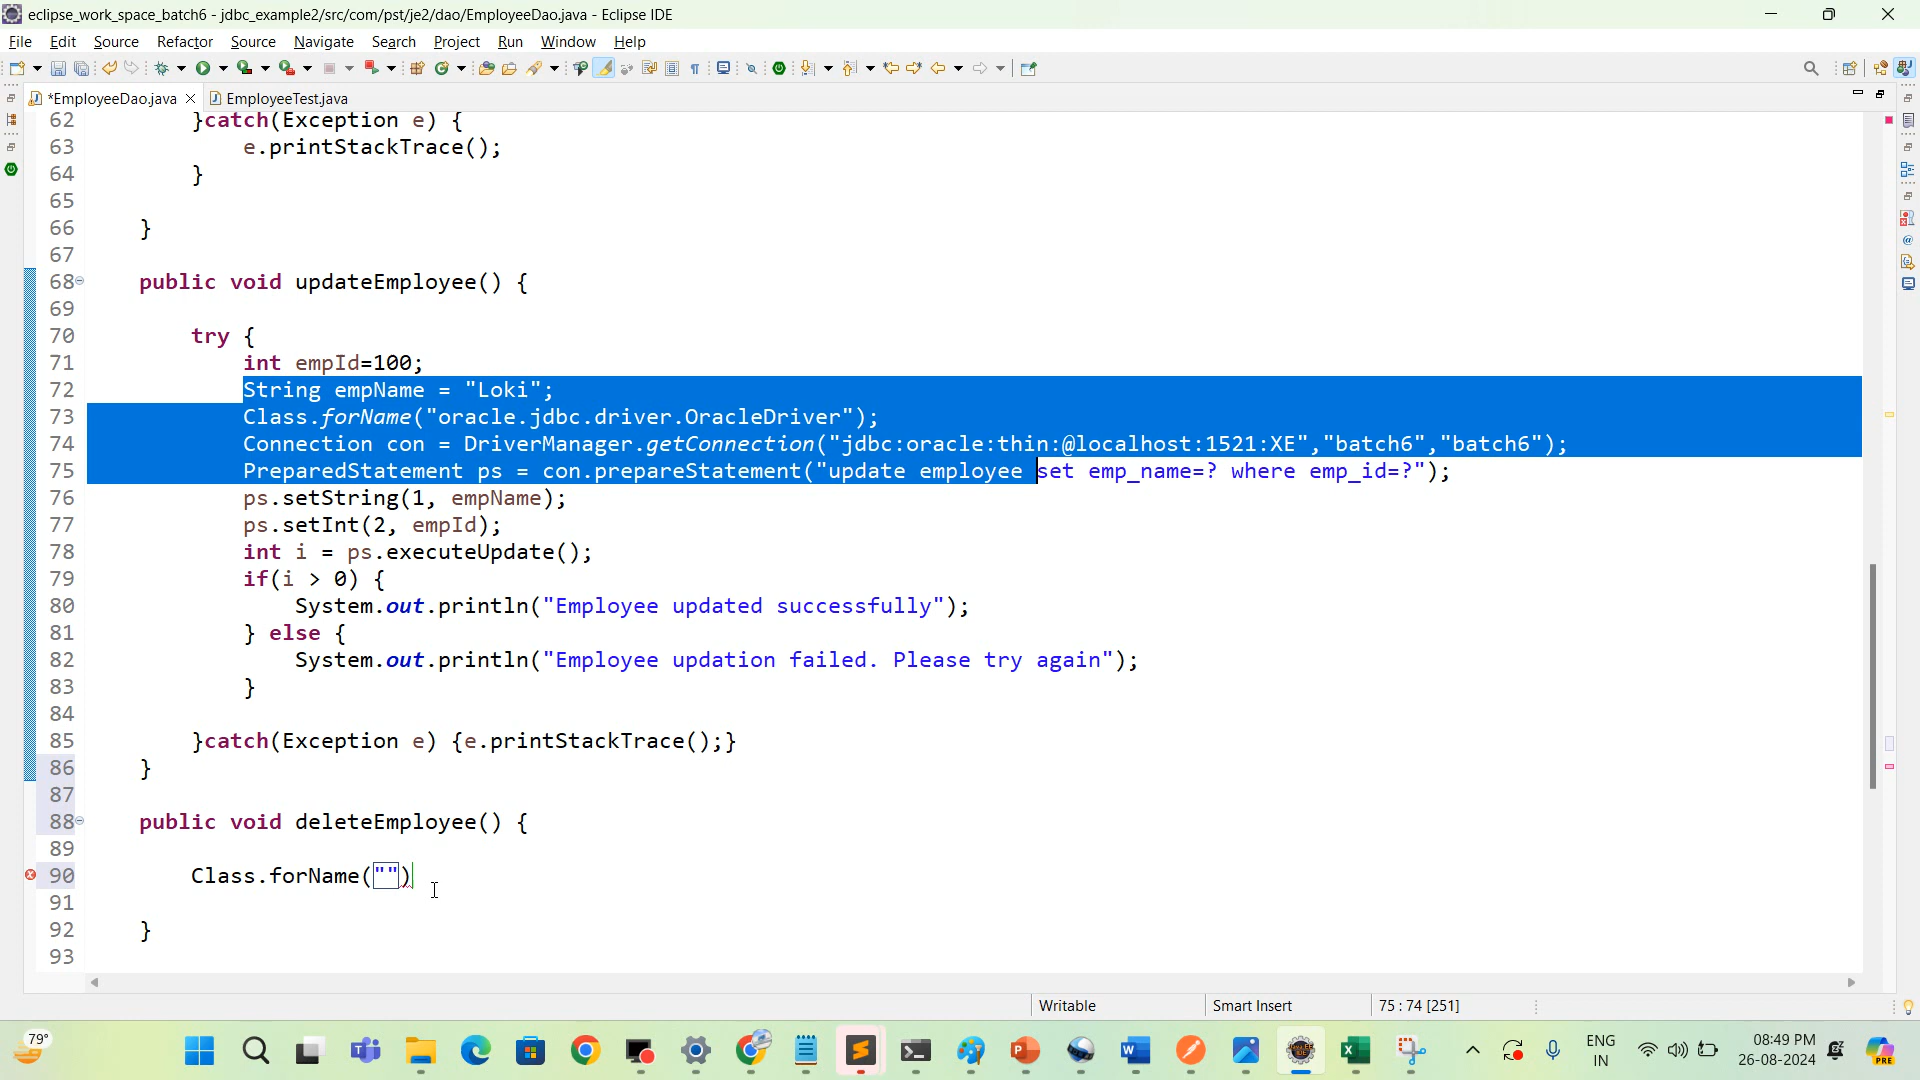 eclipse_work_space_batch6 - jdbc_example2/src/com/pst/je2/dao/EmployeeDao.java - Eclipse IDE
File Edit Source Refactor Source Navigate Search Project Run Window Help
*EmployeeDao.java EmployeeTest.java
62 }catch(Exception e) {
63 e.printStackTrace();
64 }
65
66 }
67
68 public void updateEmployee() {
69
70 try {
71 int empId=100;
72 String empName = "Loki";
73 Class.forName("oracle.jdbc.driver.OracleDriver");
74 Connection con = DriverManager.getConnection("jdbc:oracle:thin:@localhost:1521:XE","batch6","batch6");
75 PreparedStatement ps = con.prepareStatement("update employee set emp_name=? where emp_id=?");
76 ps.setString(1, empName);
77 ps.setInt(2, empId);
78 int i = ps.executeUpdate();
79 if(i > 0) {
80 System.out.println("Employee updated successfully");
81 } else {
82 System.out.println("Employee updation failed. Please try again");
83 }
84
85 }catch(Exception e) {e.printStackTrace();}
86 }
87
88 public void deleteEmployee() {
89
90 Class.forName("")
91
92 }
93
Writable Smart Insert 75 : 74 [251]
79° ENG IN 08:49 PM 26-08-2024 PRE